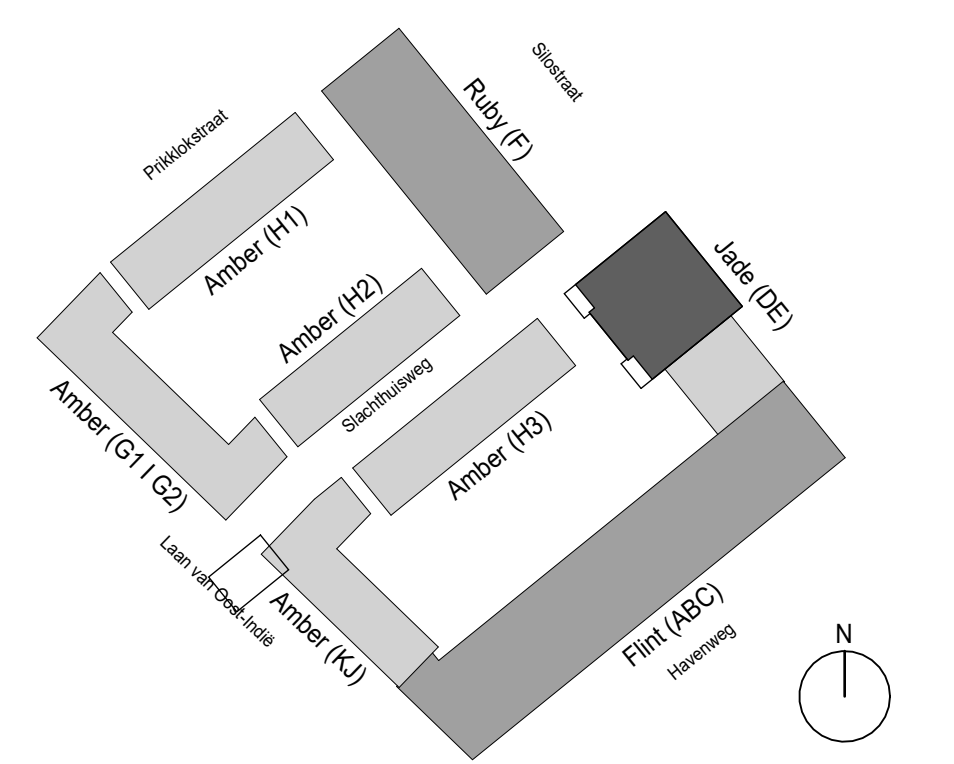 Silostraat
Ruby (F)
Prikklokstraat
Amber (H1)
Jade (DE)
Amber (H2)
Slachthuisweg
Amber (G1 I G2)
Amber (H3)
Laan van Oost-Indië
Amber (KJ)
Flint (ABC)
Havenweg
N